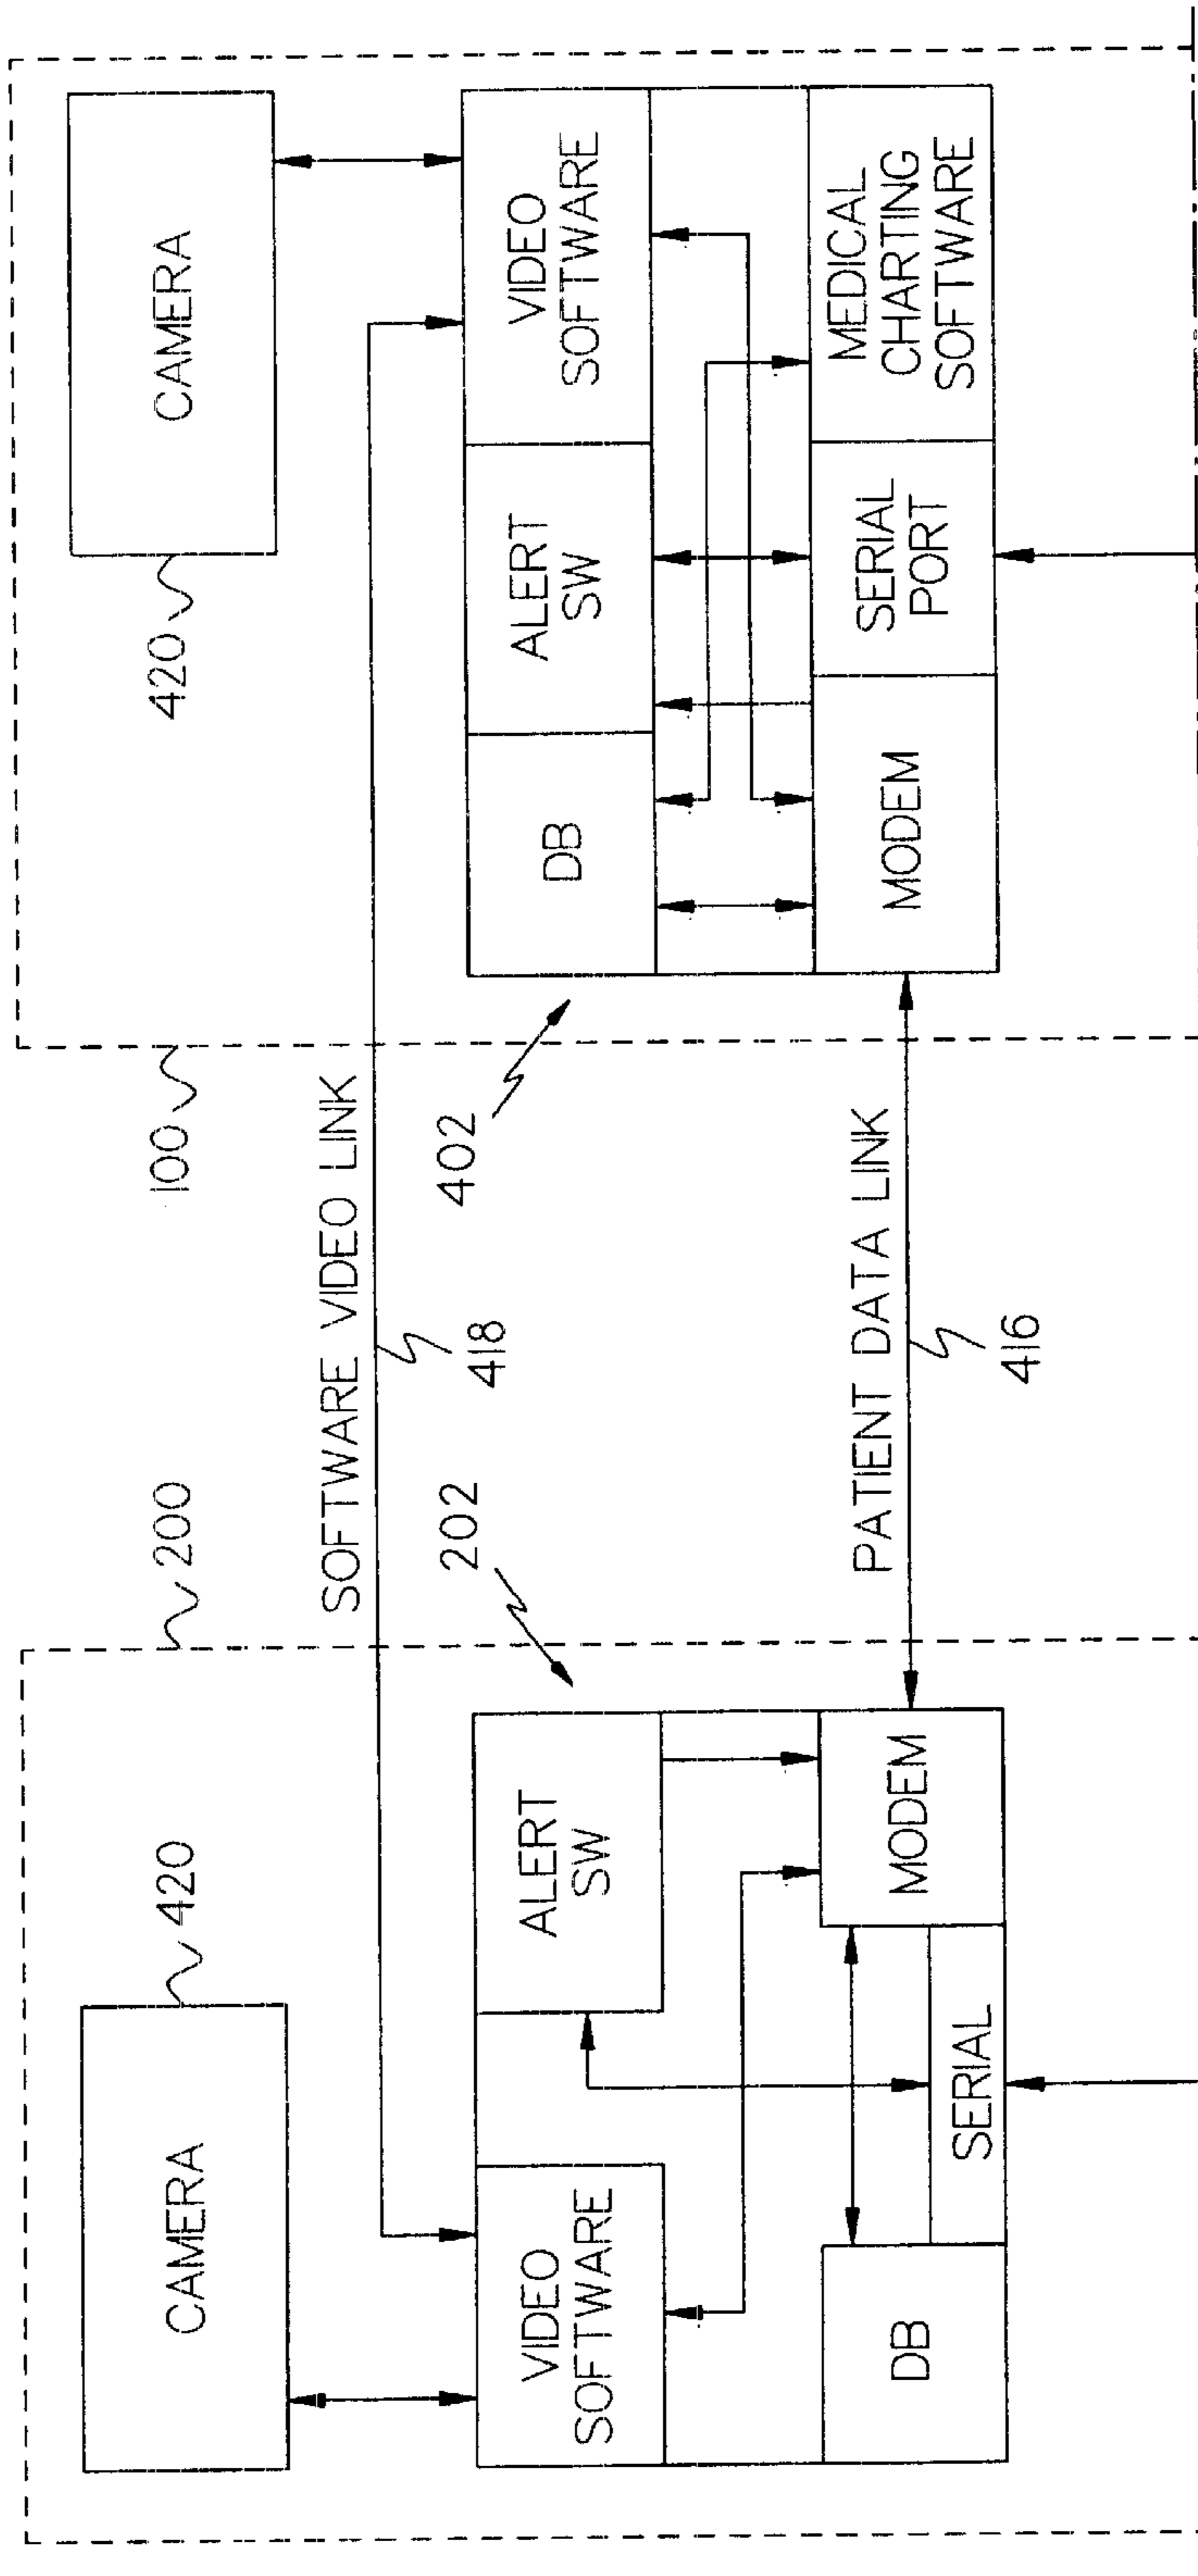 CAMERA
420
200
100
420
CAMERA
SOFTWARE VIDEO LINK
418
VIDEO
SOFTWARE
ALERT
SW
202
402
DB
ALERT
SW
VIDEO
SOFTWARE
PATIENT DATA LINK
416
DB
SERIAL
MODEM
MODEM
SERIAL
PORT
MEDICAL
CHARTING
SOFTWARE